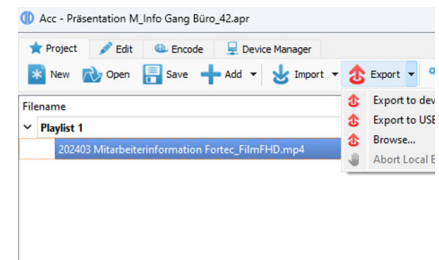 Acc - Präsentation M_Info Gang Büro_42.apr
Project Edit Encode Device Manager
New Open Save Add Import Export
Filename
Export to dev
Playlist 1
Export to USB
202403 Mitarbeiterinformation Fortec_FilmFHD.mp4
Browse...
Abort Local E